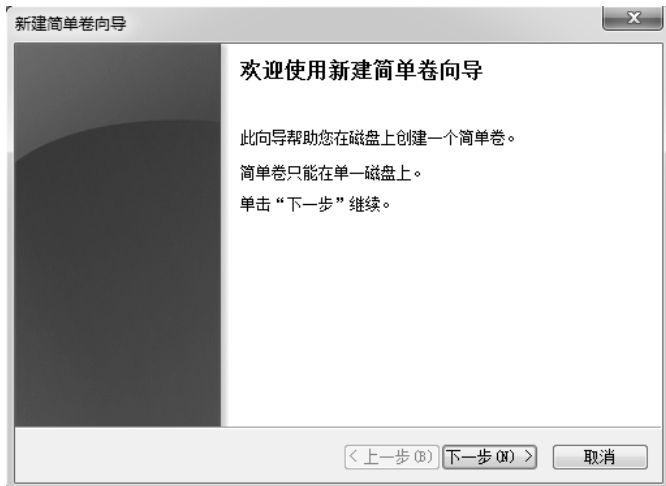 新建简单卷向导
X
欢迎使用新建简单卷向导
此向导帮助您在磁盘上创建一个简单卷。
简单卷只能在单一磁盘上。
单击“下一步”继续。
<上一步(B) 下一步(N)> 取消